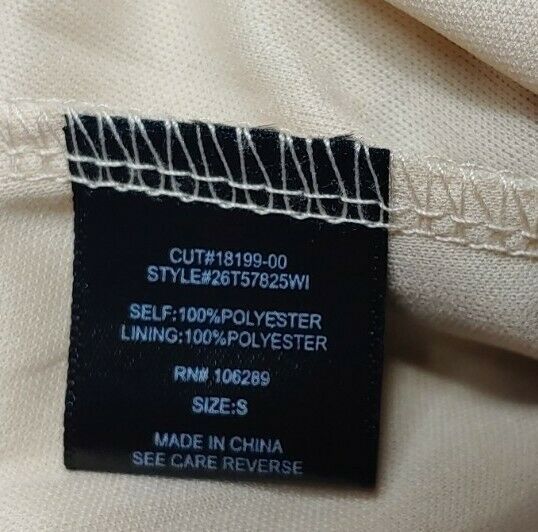 CUT#18199-00
STYLE#26T57825WI
SELF:100%POLYESTER
LINING:100%POLYESTER
RN# 106289
SIZE:S
MADE IN CHINA
SEE CARE REVERSE